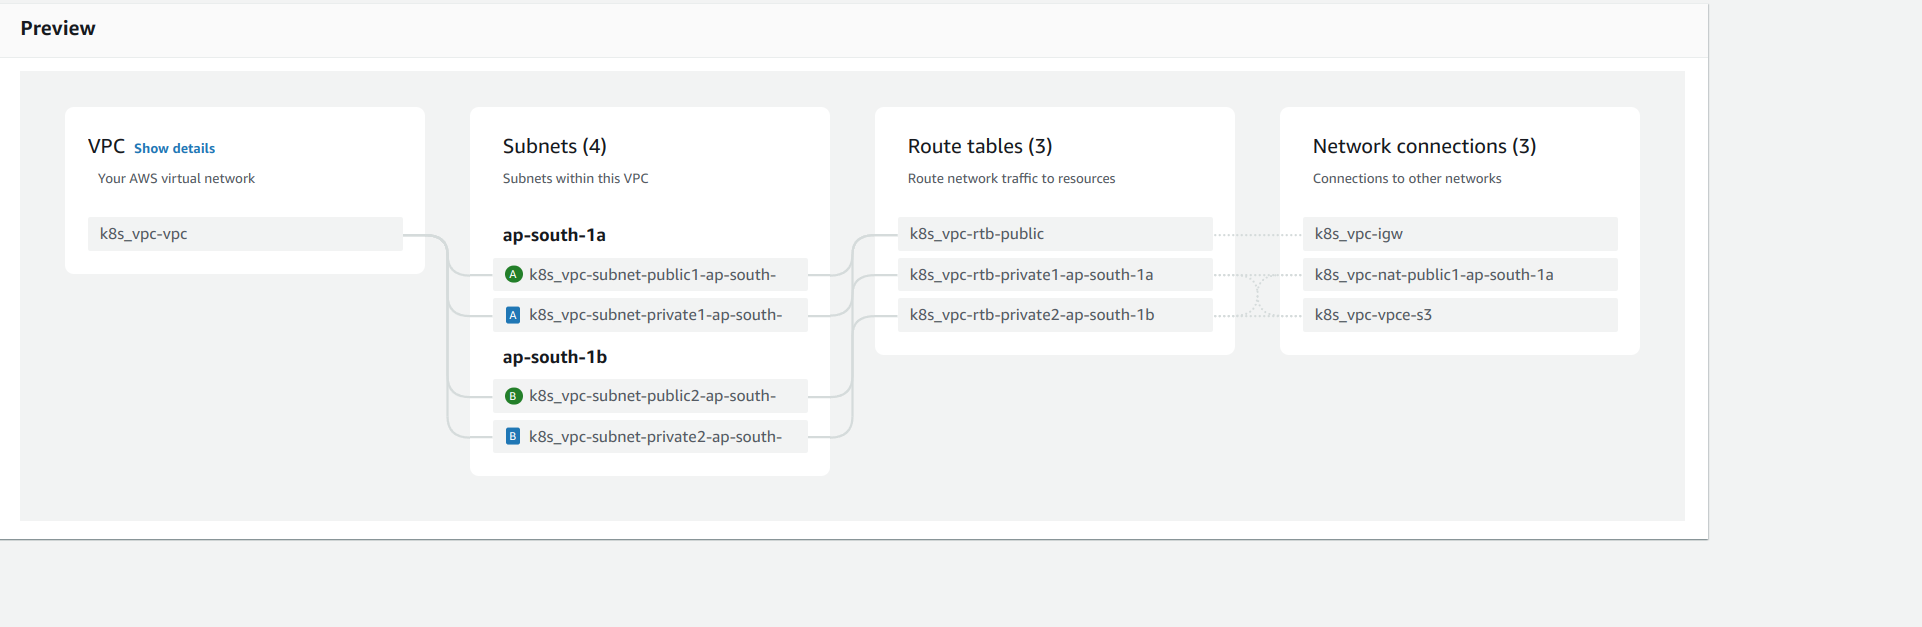 Preview
VPC Show details
Your AWS virtual network
k8s_vpc-vpc
Subnets (4)
Subnets within this VPC
ap-south-1a
A k8s_vpc-subnet-public1-ap-south-
A k8s_vpc-subnet-private1-ap-south-
ap-south-1b
B k8s_vpc-subnet-public2-ap-south-
B k8s_vpc-subnet-private2-ap-south-
Route tables (3)
Route network traffic to resources
k8s_vpc-rtb-public
k8s_vpc-rtb-private1-ap-south-1a
k8s_vpc-rtb-private2-ap-south-1b
Network connections (3)
Connections to other networks
k8s_vpc-igw
k8s_vpc-nat-public1-ap-south-1a
k8s_vpc-vpce-s3